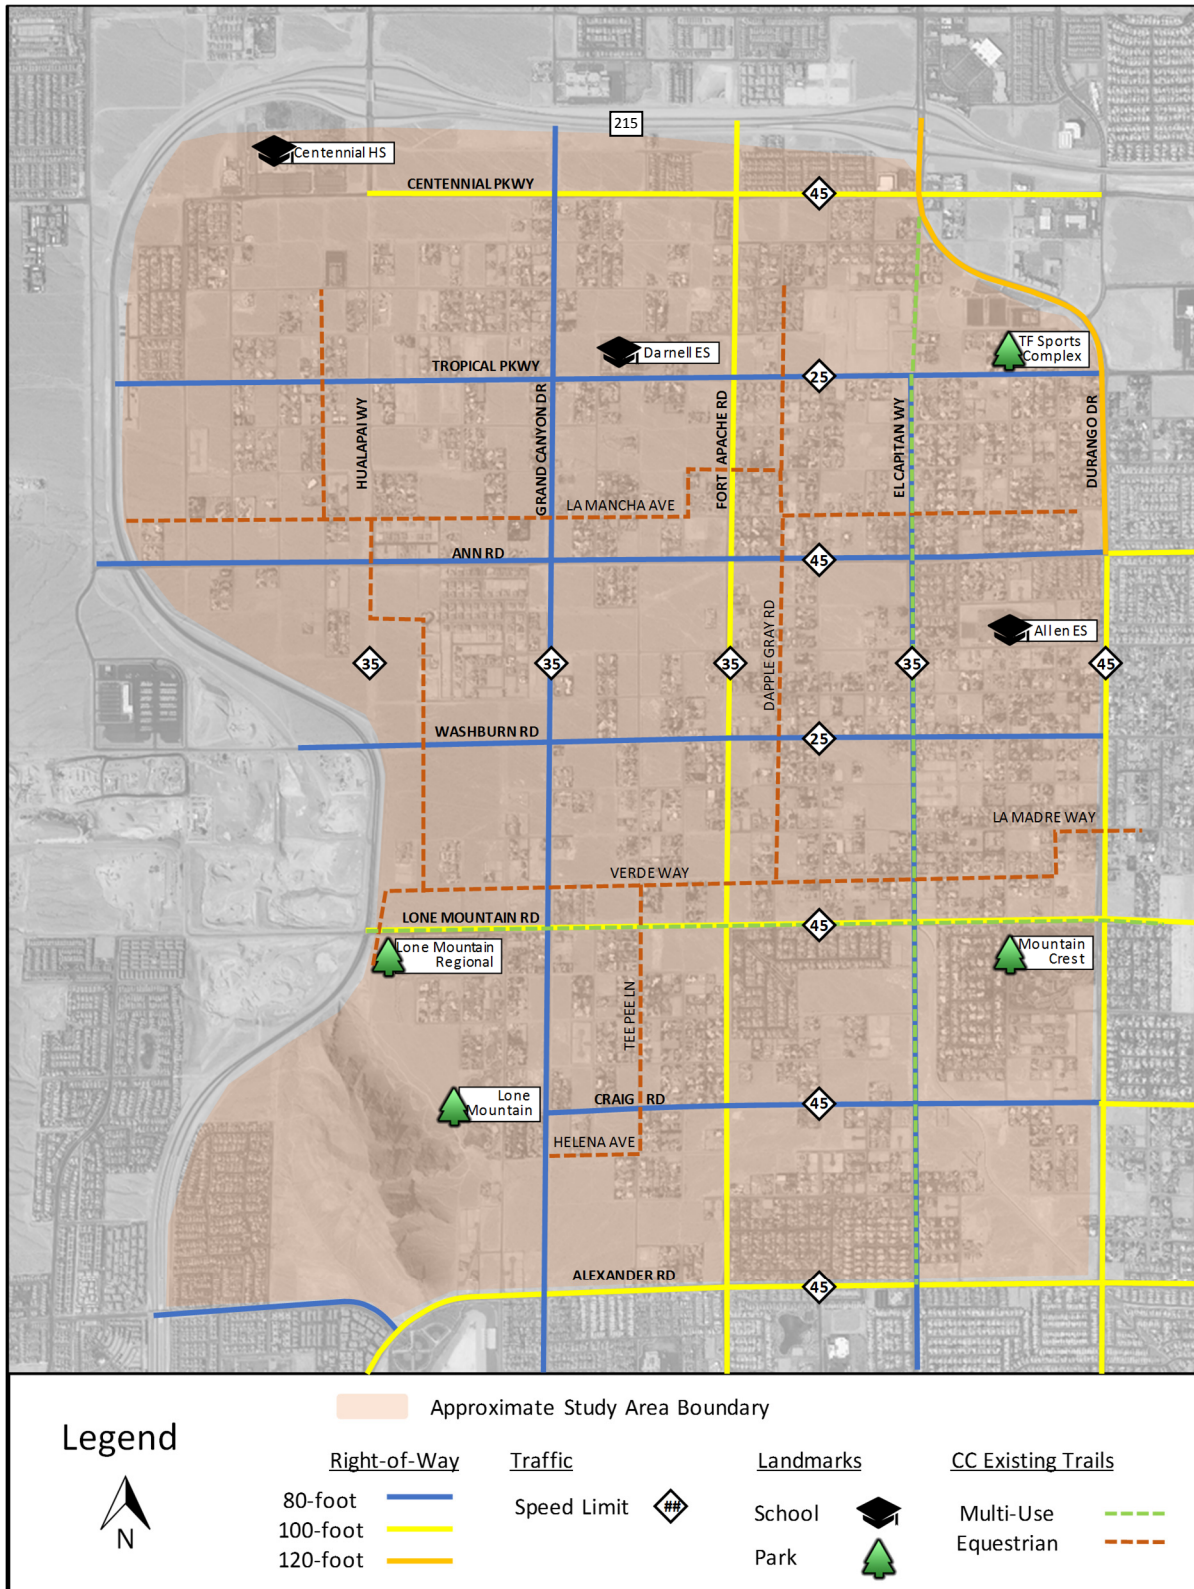 215
Centennial HS
CENTENNIAL PKWY
45
TF Sports
Complex
Darnell ES
TROPICAL PKWY
25
HUALAPAI WY
GRAND CANYON DR
FORT APACHE RD
EL CAPITAN WY
DURANGO DR
LA MANCHA AVE
ANN RD
45
DAPPLE GRAY RD
Allen ES
35
35
35
35
45
WASHBURN RD
25
LA MADRE WAY
VERDE WAY
LONE MOUNTAIN RD
45
Lone Mountain
Regional
Mountain
Crest
TEE PEE LN
Lone
Mountain
CRAIG RD
45
HELENA AVE
ALEXANDER RD
45
Legend
N
Approximate Study Area Boundary
Right-of-Way
80-foot
100-foot
120-foot
Traffic
Speed Limit
##
Landmarks
School
Park
CC Existing Trails
Multi-Use
Equestrian